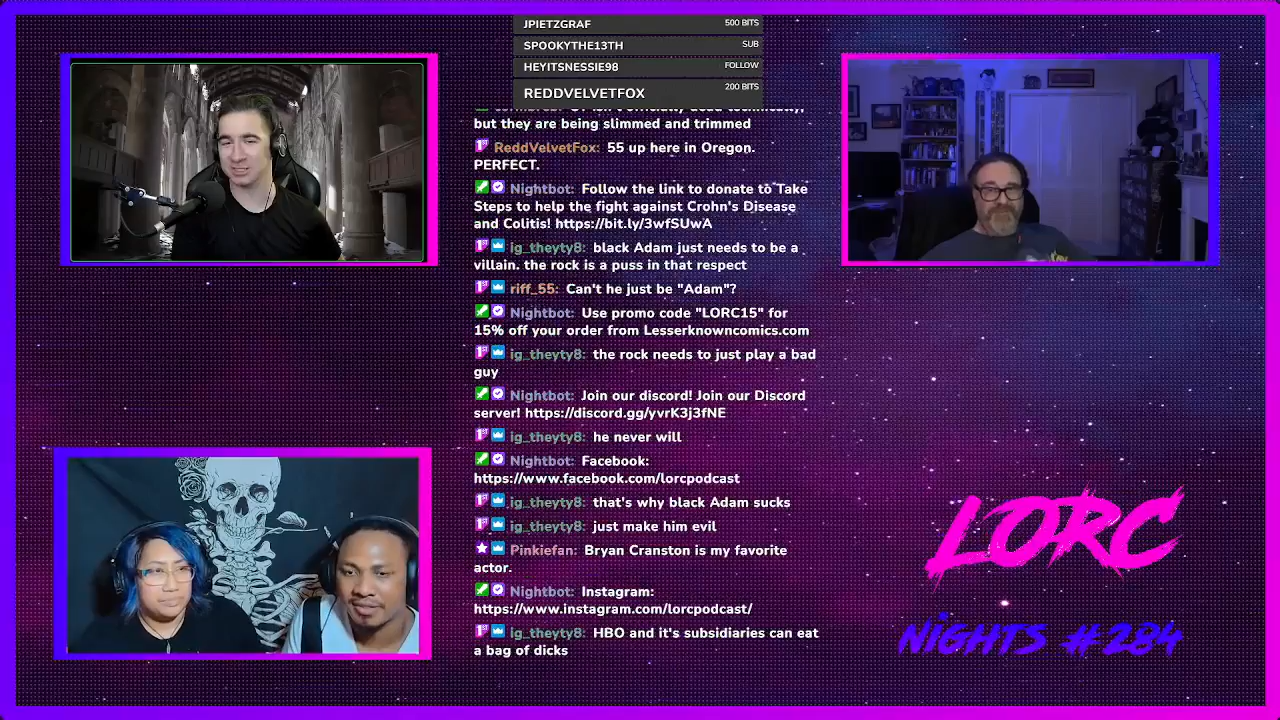 JPIETZGRAF 500 BITS
SPOOKYTHE13TH SUB
HEYITSNESSIE98 FOLLOW
REDDVELVETFOX 200 BITS
but they are being slimmed and trimmed
ReddVelvetFox: 55 up here in Oregon.
PERFECT.
Nightbot: Follow the link to donate to Take
Steps to help the fight against Crohn's Disease
and Colitis! https://bit.ly/3wfSUwA
ig_theyty8: black Adam just needs to be a
villain. the rock is a puss in that respect
riff_55: Can't he just be "Adam"?
Nightbot: Use promo code "LORC15" for
15% off your order from Lesserknowncomics.com
ig_theyty8: the rock needs to just play a bad
guy
Nightbot: Join our discord! Join our Discord
server! https://discord.gg/yvrK3j3fNE
ig_theyty8: he never will
Nightbot: Facebook:
https://www.facebook.com/lorcpodcast
ig_theyty8: that's why black Adam sucks
ig_theyty8: just make him evil
Pinkiefan: Bryan Cranston is my favorite
actor.
Nightbot: Instagram:
https://www.instagram.com/lorcpodcast/
ig_theyty8: HBO and it's subsidiaries can eat
a bag of dicks
LORC
NIGHTS #284